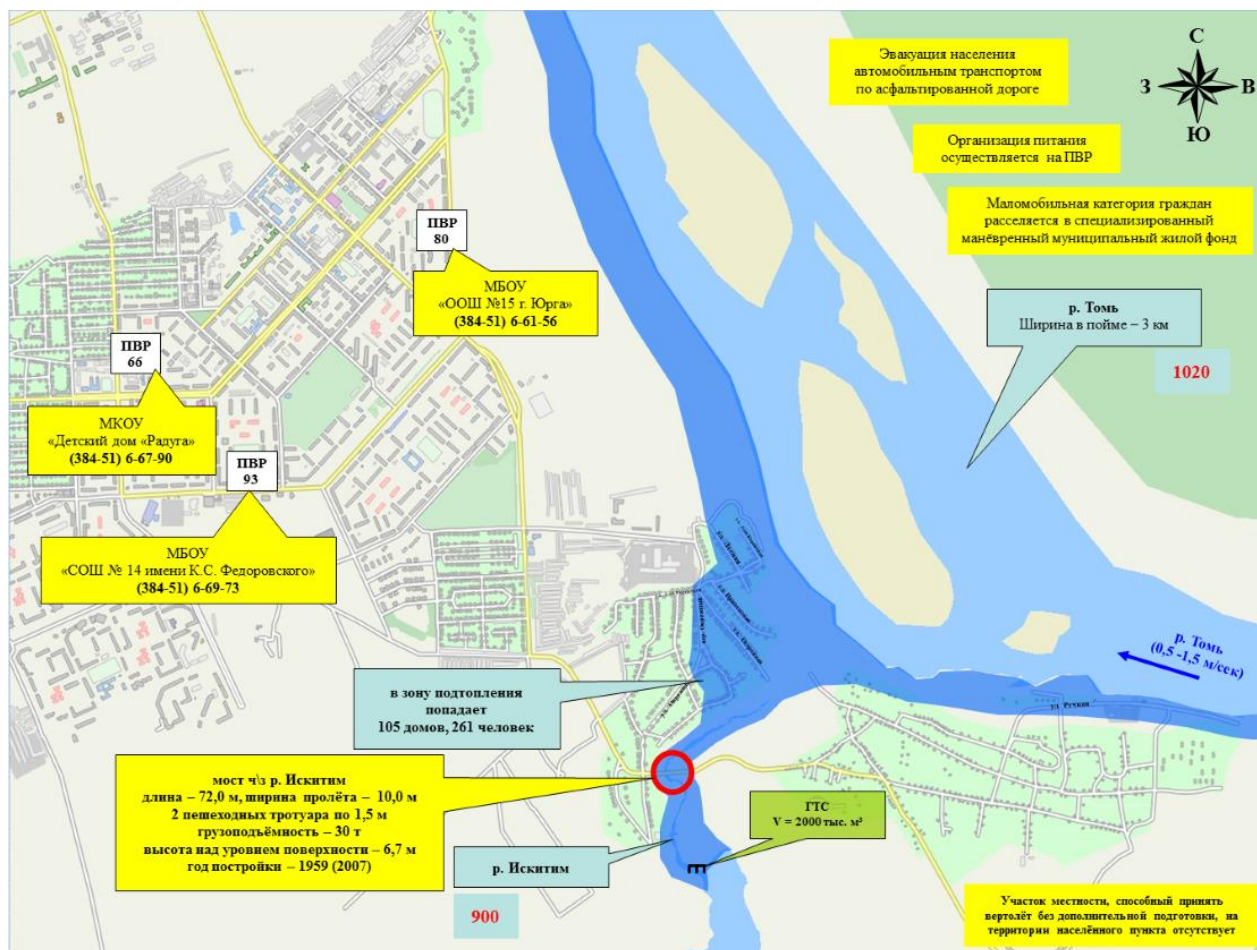 Эвакуация населения
автомобильным транспортом
по асфальтированной дороге
С
З
В
Ю
Организация питания
осуществляется на ПВР
Маломобильная категория граждан
расселяется в специализированный
манёвренный муниципальный жилой фонд
ПВР
80
МБОУ
«ООШ №15 г. Юрга»
(384-51) 6-61-56
р. Томь
Ширина в пойме – 3 км
1020
ПВР
66
МКОУ
«Детский дом «Радуга»
(384-51) 6-67-90
ПВР
93
МБОУ
«СОШ № 14 имени К.С. Федоровского»
(384-51) 6-69-73
р. Томь
(0,5 -1,5 м/сек)
в зону подтопления
попадает
105 домов, 261 человек
ул. Речная
мост ч\з р. Искитим
длина – 72,0 м, ширина пролёта – 10,0 м
2 пешеходных тротуара по 1,5 м
грузоподъёмность – 30 т
высота над уровнем поверхности – 6,7 м
год постройки – 1959 (2007)
ГТС
V = 2000 тыс. м³
р. Искитим
900
Участок местности, способный принять
вертолёт без дополнительной подготовки, на
территории населённого пункта отсутствует